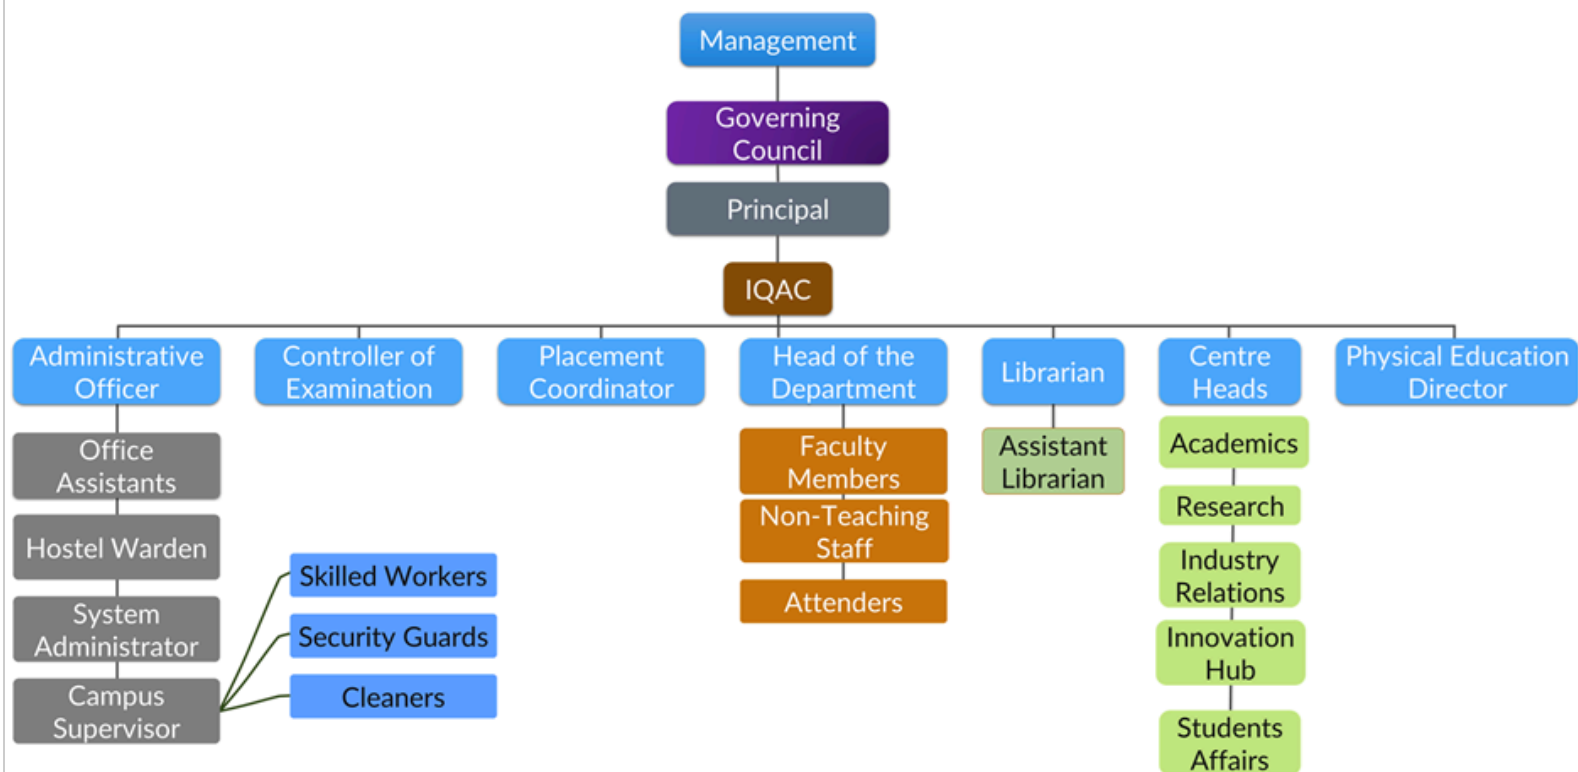 Management
Governing
Council
Principal
IQAC
Administrative
Officer
Controller of
Examination
Placement
Coordinator
Head of the
Department
Librarian
Centre
Heads
Physical Education
Director
Office
Assistants
Hostel Warden
System
Administrator
Campus
Supervisor
Skilled Workers
Security Guards
Cleaners
Faculty
Members
Non-Teaching
Staff
Attenders
Assistant
Librarian
Academics
Research
Industry
Relations
Innovation
Hub
Students
Affairs